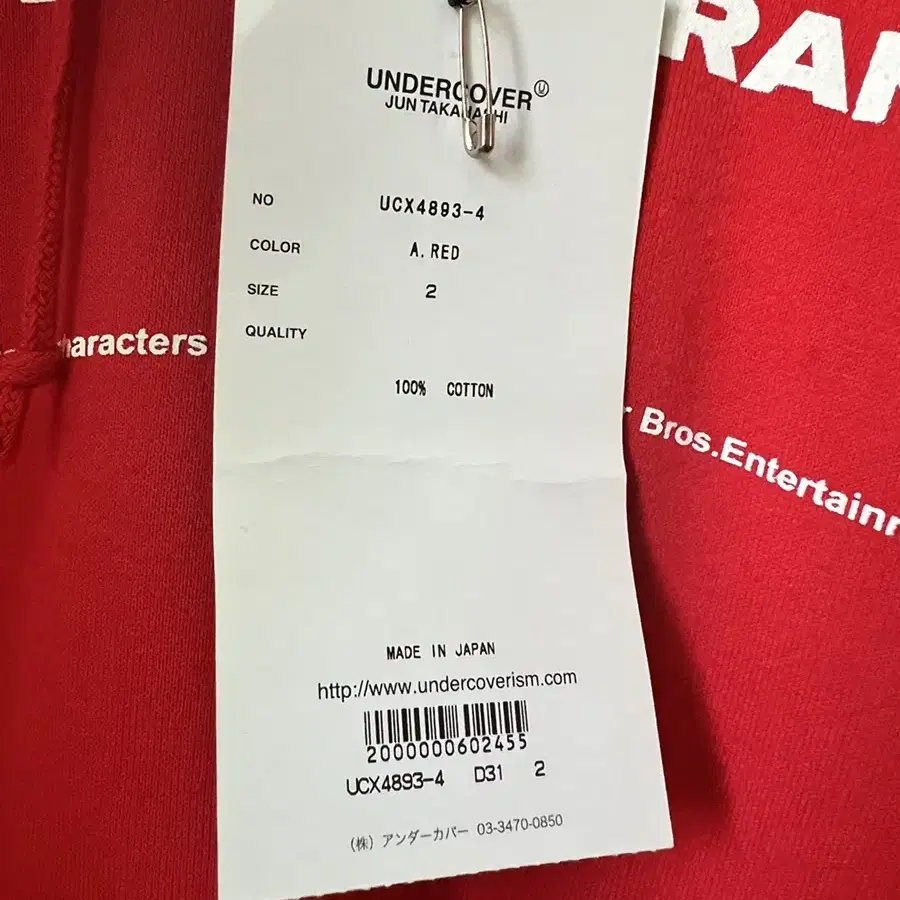 RAN
UNDERCOVER Ⓤ
JUN TAKAHASHI
NO UCX4893-4
COLOR A.RED
SIZE 2
QUALITY
100% COTTON
aracters
Bros.Entertain
MADE IN JAPAN
http://www.undercoverism.com
2000000602455
UCX4893-4 D31 2
(株) アンダーカバー 03-3470-0850